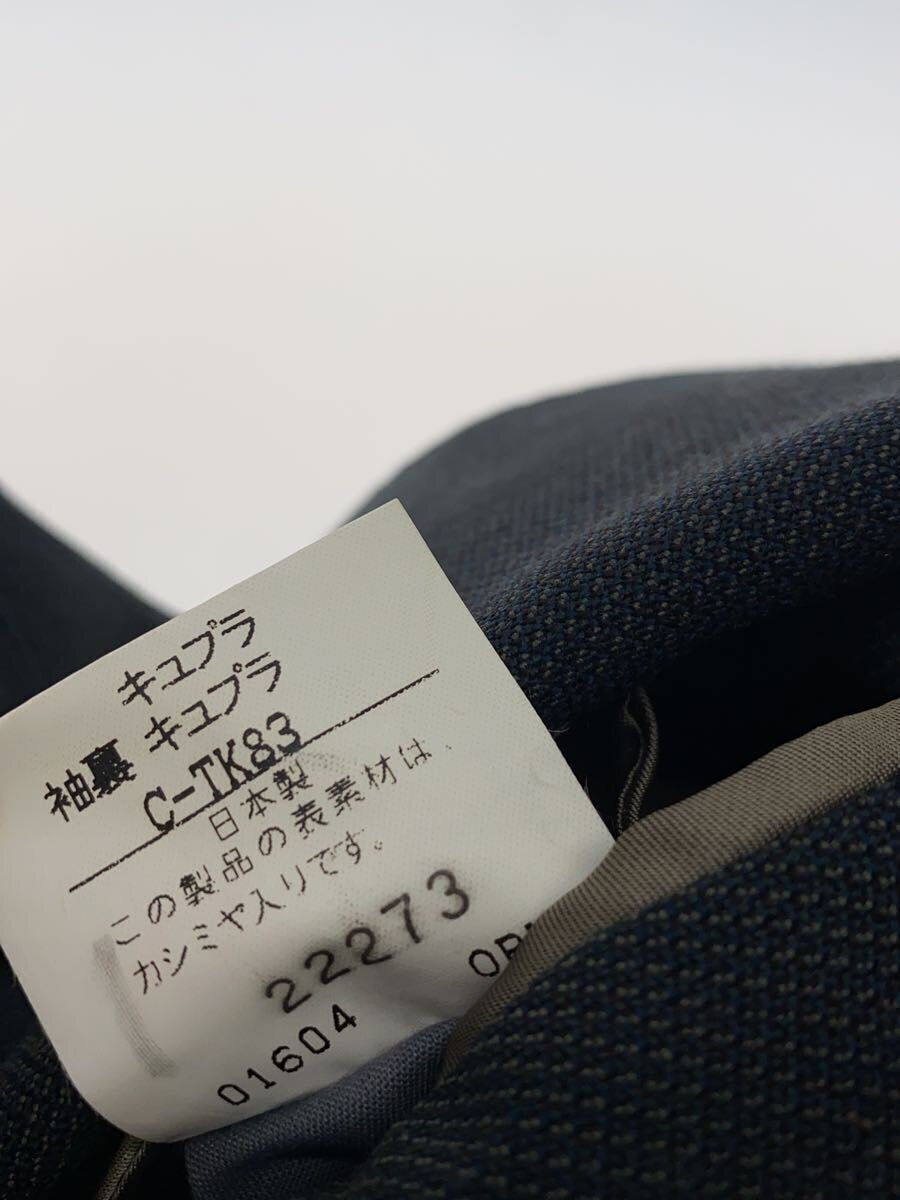 キュプラ
袖裏 キュプラ
C-TK83
日本製
この製品の表素材は、
カシミヤ入りです。
22273
01604